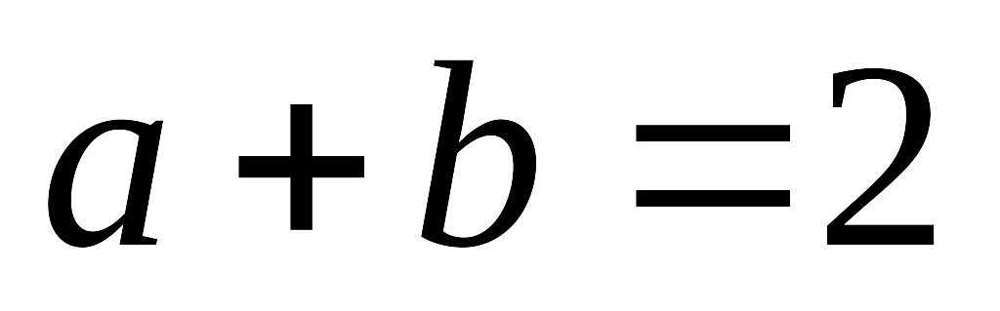 a + b = 2